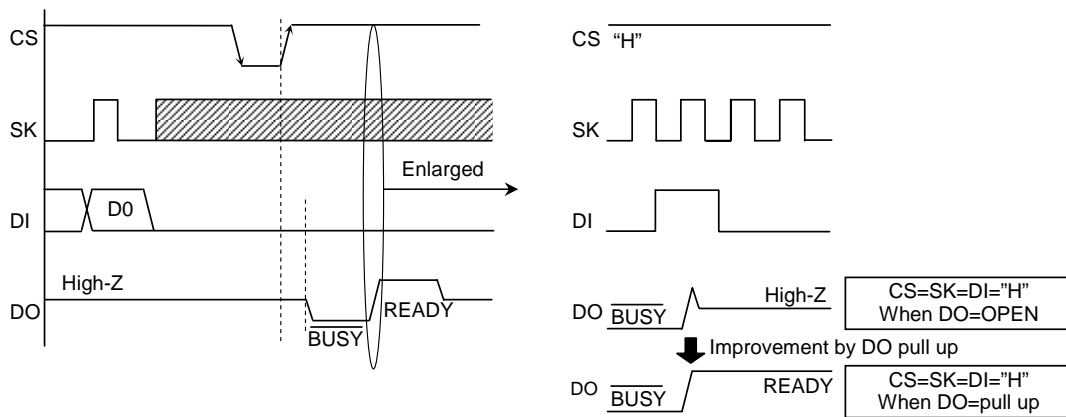 CS
SK
DI
D0
Enlarged
High-Z
DO
BUSY
READY
CS "H"
SK
DI
DO
BUSY
High-Z
CS=SK=DI="H"
When DO=OPEN
Improvement by DO pull up
DO
BUSY
READY
CS=SK=DI="H"
When DO=pull up